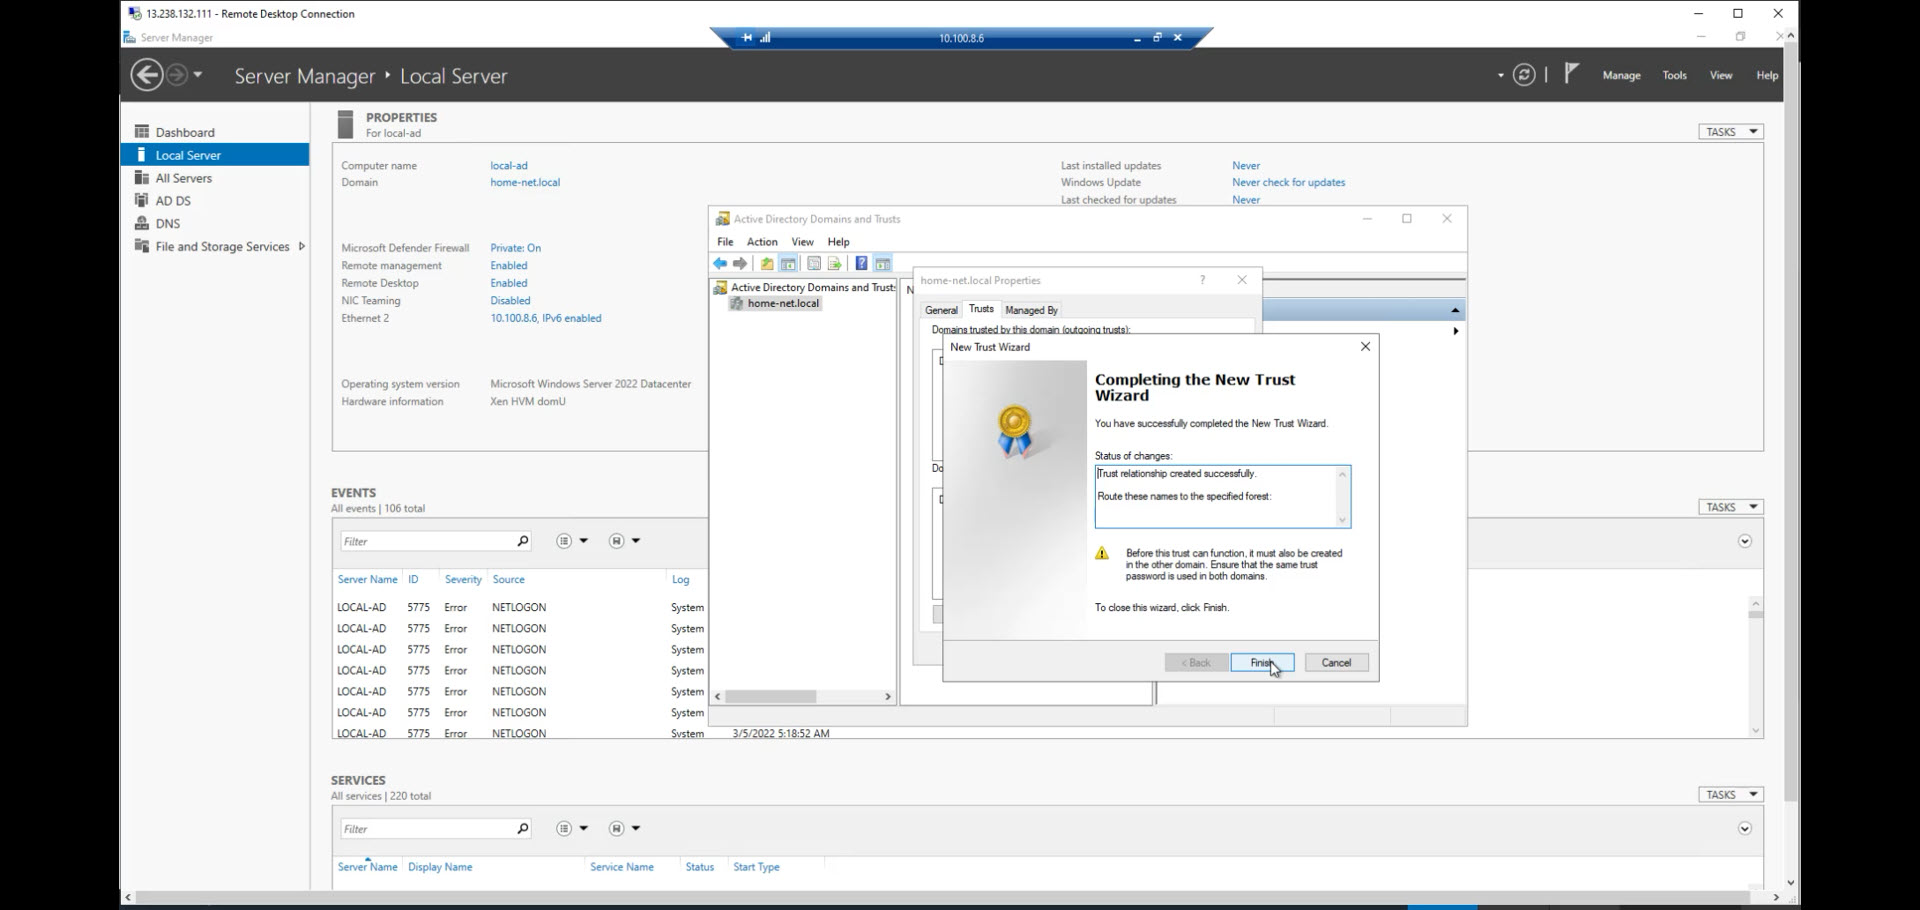 13.238.132.111 - Remote Desktop Connection
Server Manager
10.100.8.6
Server Manager ‣ Local Server
Manage Tools View Help
Dashboard
Local Server
All Servers
AD DS
DNS
File and Storage Services
PROPERTIES
For local-ad
TASKS
Computer name local-ad
Domain home-net.local
Last installed updates Never
Windows Update Never check for updates
Last checked for updates Never
Microsoft Defender Firewall Private: On
Remote management Enabled
Remote Desktop Enabled
NIC Teaming Disabled
Ethernet 2 10.100.8.6, IPv6 enabled
Operating system version Microsoft Windows Server 2022 Datacenter
Hardware information Xen HVM domU
Active Directory Domains and Trusts
File Action View Help
Active Directory Domains and Trusts
home-net.local
N
home-net.local Properties
?
General Trusts Managed By
Domains trusted by this domain (outgoing trusts):
Do
New Trust Wizard
Completing the New Trust
Wizard
You have successfully completed the New Trust Wizard.
Status of changes:
Trust relationship created successfully.
Route these names to the specified forest:
Before this trust can function, it must also be created
in the other domain. Ensure that the same trust
password is used in both domains.
To close this wizard, click Finish.
< Back Finish Cancel
EVENTS
All events | 106 total
TASKS
Filter
Server Name ID Severity Source Log
LOCAL-AD 5775 Error NETLOGON System
LOCAL-AD 5775 Error NETLOGON System
LOCAL-AD 5775 Error NETLOGON System
LOCAL-AD 5775 Error NETLOGON System
LOCAL-AD 5775 Error NETLOGON System
LOCAL-AD 5775 Error NETLOGON System
LOCAL-AD 5775 Error NETLOGON System 3/5/2022 5:18:52 AM
SERVICES
All services | 220 total
TASKS
Filter
Server Name Display Name Service Name Status Start Type